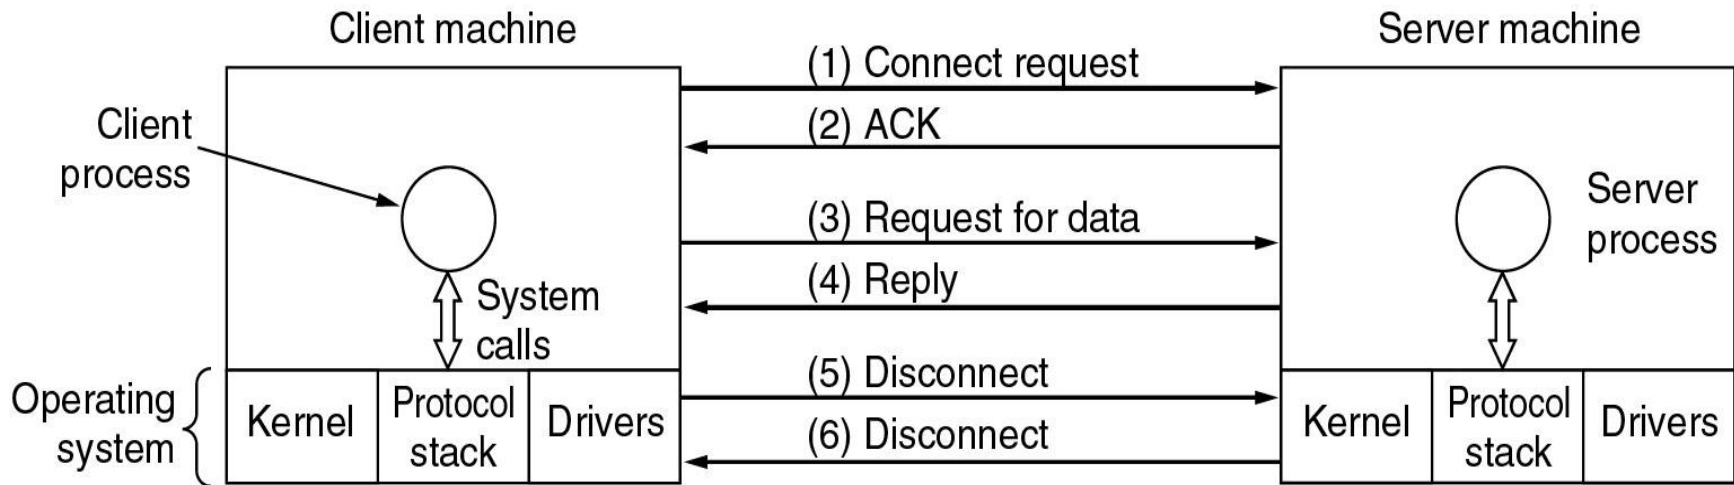 Client machine
Server machine
(1) Connect request
(2) ACK
Client
process
(3) Request for data
(4) Reply
Server
process
System
calls
(5) Disconnect
(6) Disconnect
Operating
system
Kernel
Protocol
stack
Drivers
Kernel
Protocol
stack
Drivers